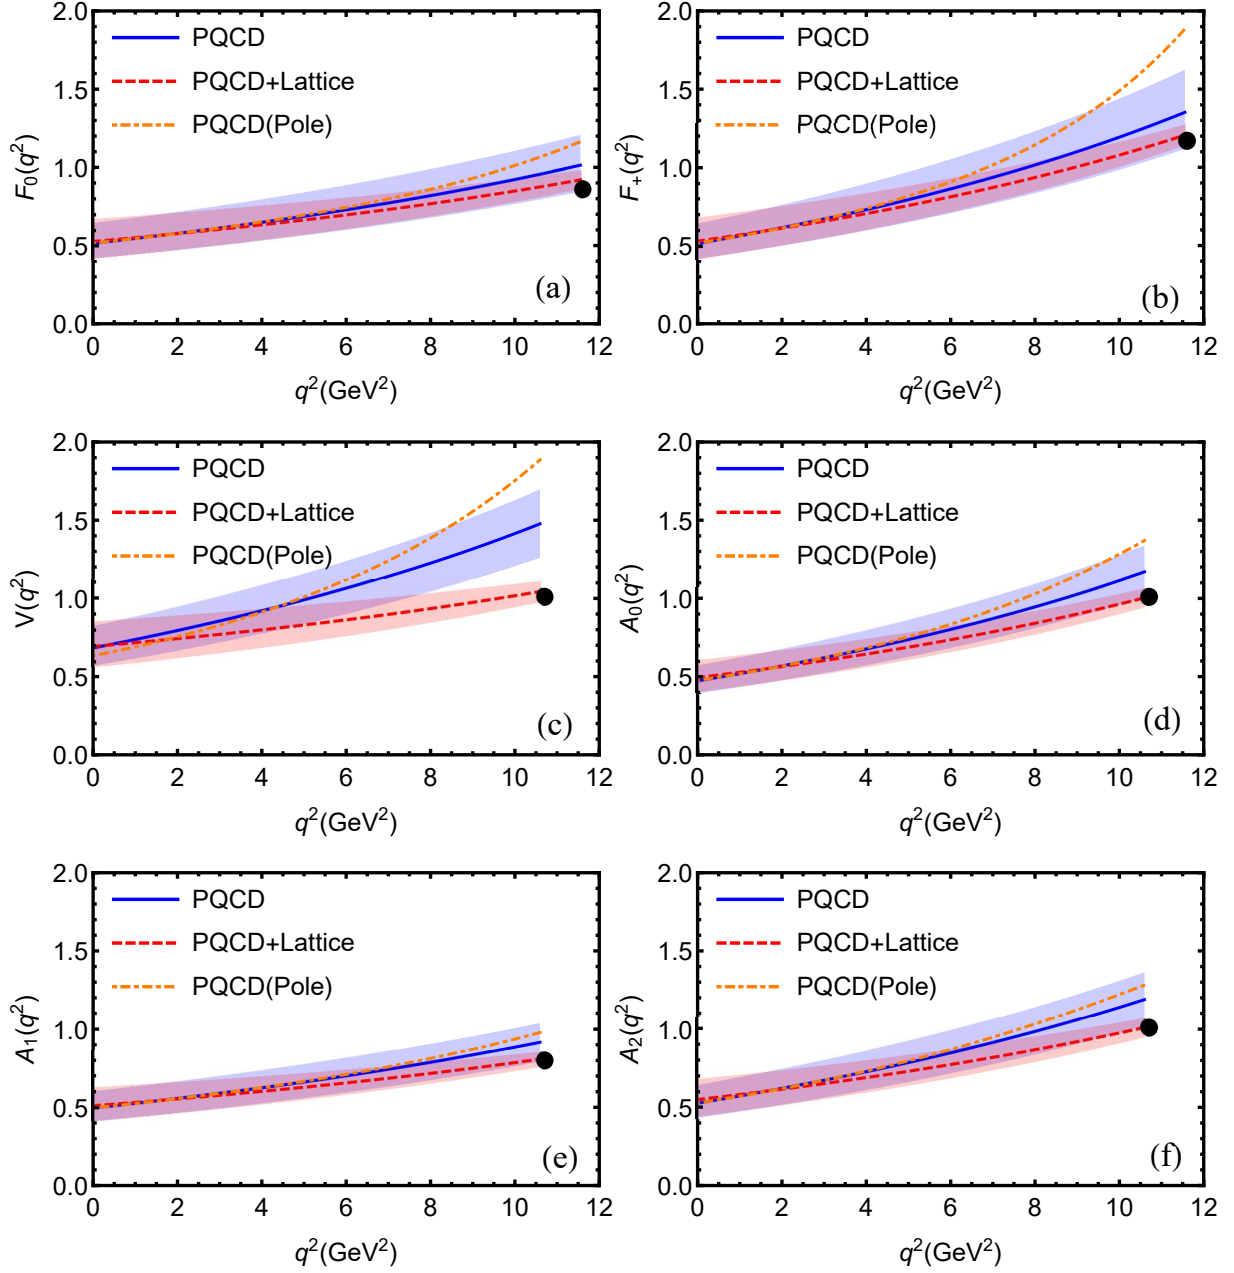 2.0
PQCD
PQCD+Lattice
PQCD(Pole)
1.5
1.0
0.5
0.0
F₀(q²)
(a)
0 2 4 6 8 10 12
q²(GeV²)
2.0
PQCD
PQCD+Lattice
PQCD(Pole)
1.5
1.0
0.5
0.0
F₊(q²)
(b)
0 2 4 6 8 10 12
q²(GeV²)
2.0
PQCD
PQCD+Lattice
PQCD(Pole)
1.5
1.0
0.5
0.0
V(q²)
(c)
0 2 4 6 8 10 12
q²(GeV²)
2.0
PQCD
PQCD+Lattice
PQCD(Pole)
1.5
1.0
0.5
0.0
A₀(q²)
(d)
0 2 4 6 8 10 12
q²(GeV²)
2.0
PQCD
PQCD+Lattice
PQCD(Pole)
1.5
1.0
0.5
0.0
A₁(q²)
(e)
0 2 4 6 8 10 12
q²(GeV²)
2.0
PQCD
PQCD+Lattice
PQCD(Pole)
1.5
1.0
0.5
0.0
A₂(q²)
(f)
0 2 4 6 8 10 12
q²(GeV²)